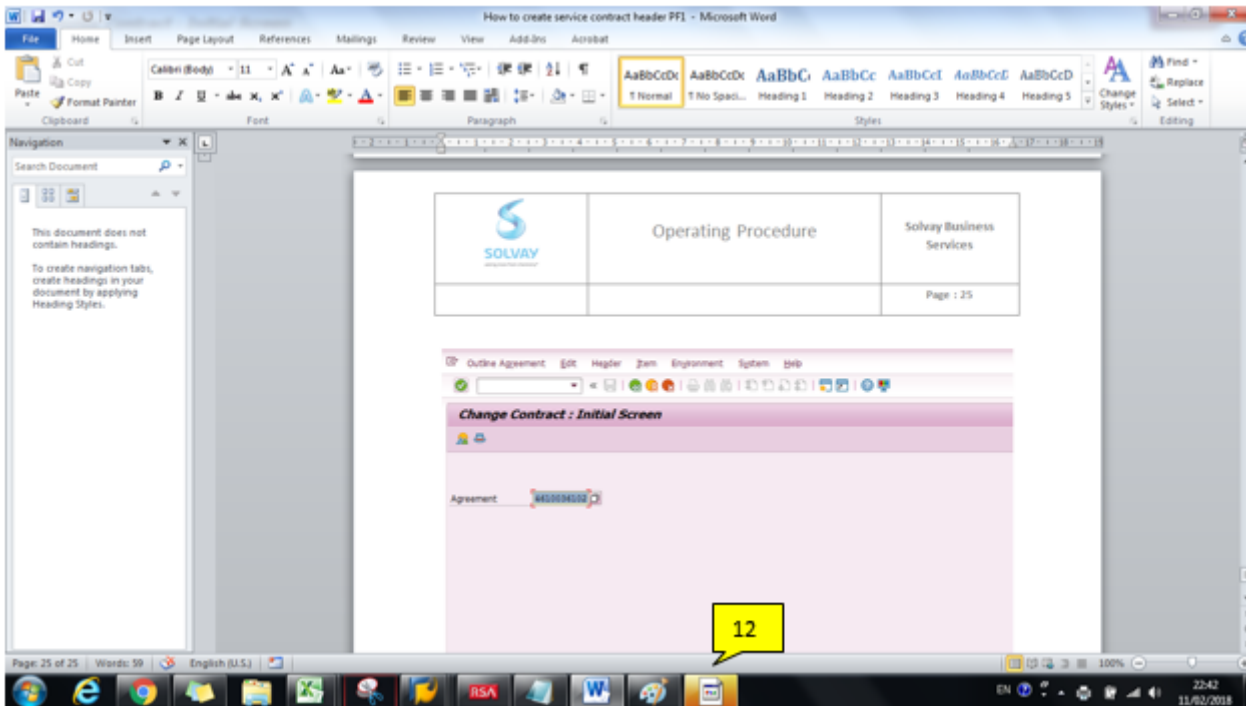 How to create service contract header PF1 - Microsoft Word
File Home Insert Page Layout References Mailings Review View Add-Ins Acrobat
Paste
Cut
Copy
Format Painter
Clipboard
Calibri (Body) 11
Font
Paragraph
AaBbCcDc AaBbCcDc AaBbC AaBbCc AaBbCcI AaBbCcD AaBbCcD
¶ Normal ¶ No Spaci... Heading 1 Heading 2 Heading 3 Heading 4 Heading 5
Change Styles
Styles
Find
Replace
Select
Editing
Navigation
Search Document
This document does not
contain headings.
To create navigation tabs,
create headings in your
document by applying
Heading Styles.
SOLVAY
Operating Procedure
Solvay Business
Services
Page : 25
Outline Agreement Edit Header Item Environment System Help
Change Contract : Initial Screen
Agreement 4410034102
12
Page: 25 of 25 Words: 59 English (U.S.) 100%
RSA
EN 22:42
11/02/2018